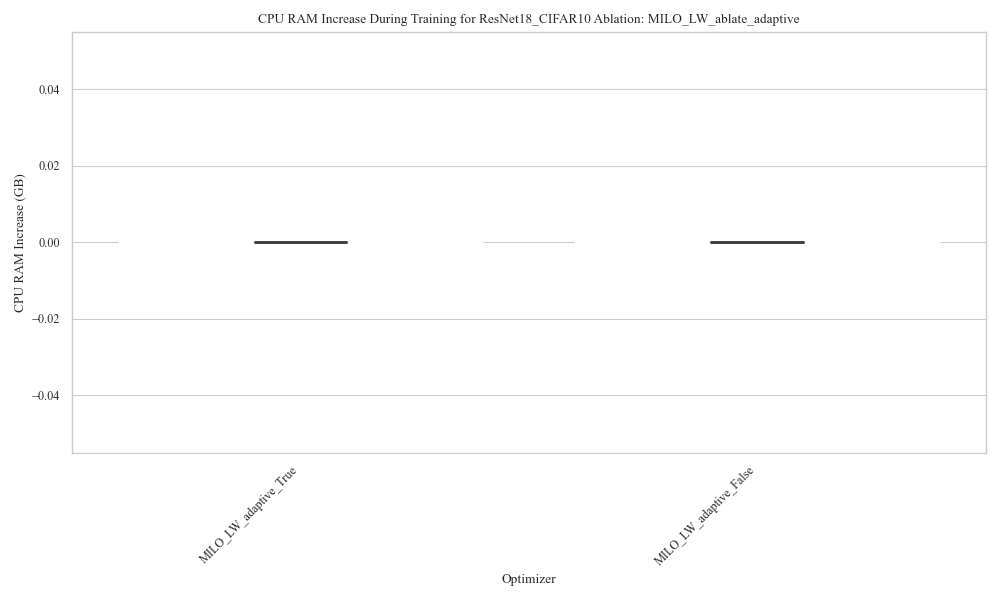 CPU RAM Increase During Training for ResNet18_CIFAR10 Ablation: MILO_LW_ablate_adaptive
CPU RAM Increase (GB)
0.04
0.02
0.00
−0.02
−0.04
MILO_LW_adaptive_True
MILO_LW_adaptive_False
Optimizer